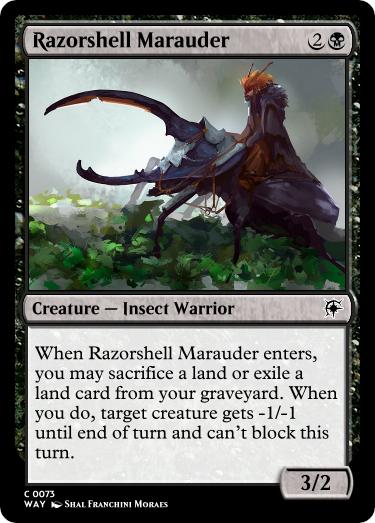 Razorshell Marauder 2
Creature — Insect Warrior
When Razorshell Marauder enters,
you may sacrifice a land or exile a
land card from your graveyard. When
you do, target creature gets -1/-1
until end of turn and can't block this
turn.
3/2
C 0073
WAY Shal Franchini Moraes